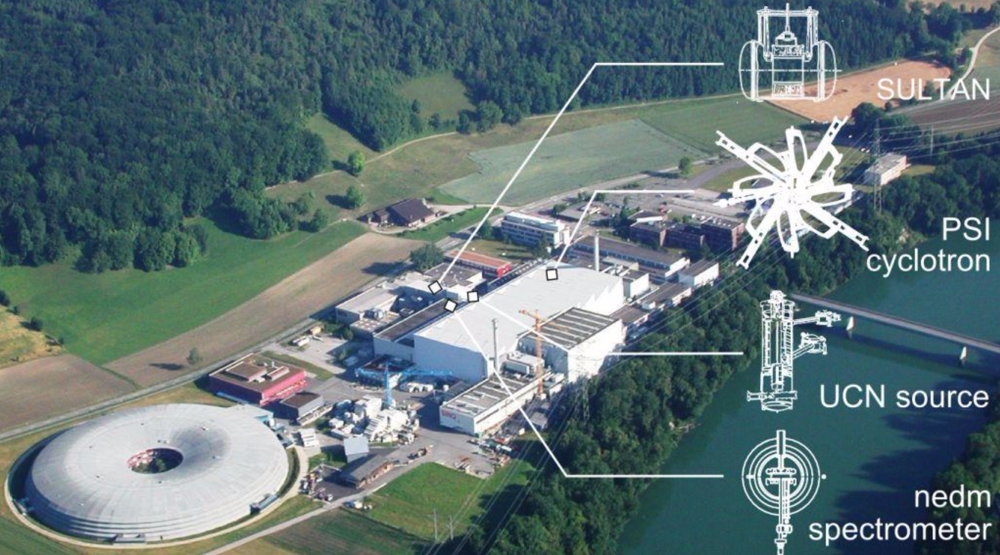 SULTAN
PSI
cyclotron
UCN source
nedm
spectrometer